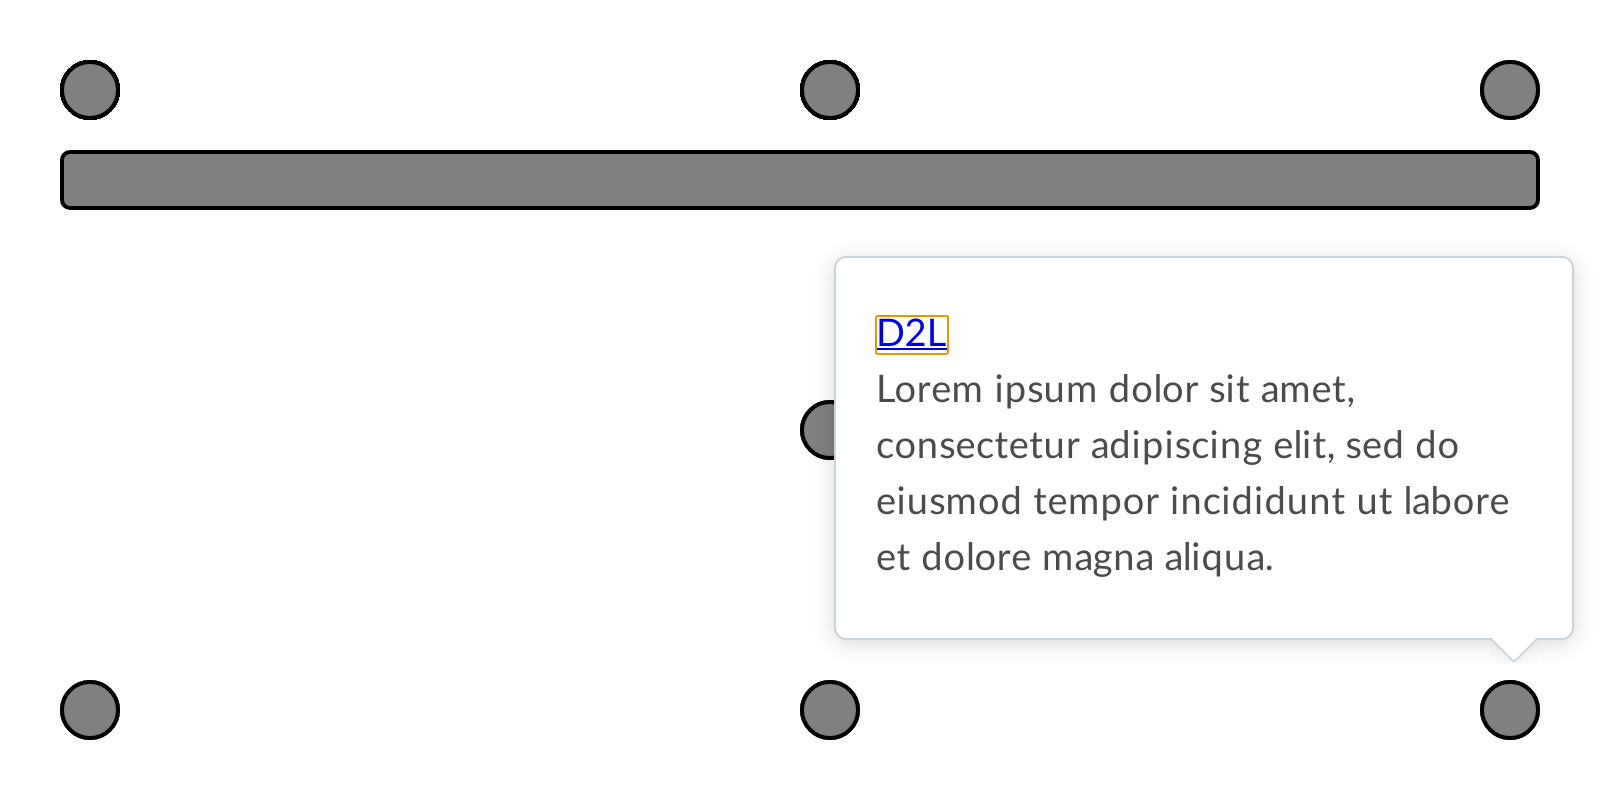 D2L
Lorem ipsum dolor sit amet,
consectetur adipiscing elit, sed do
eiusmod tempor incididunt ut labore
et dolore magna aliqua.